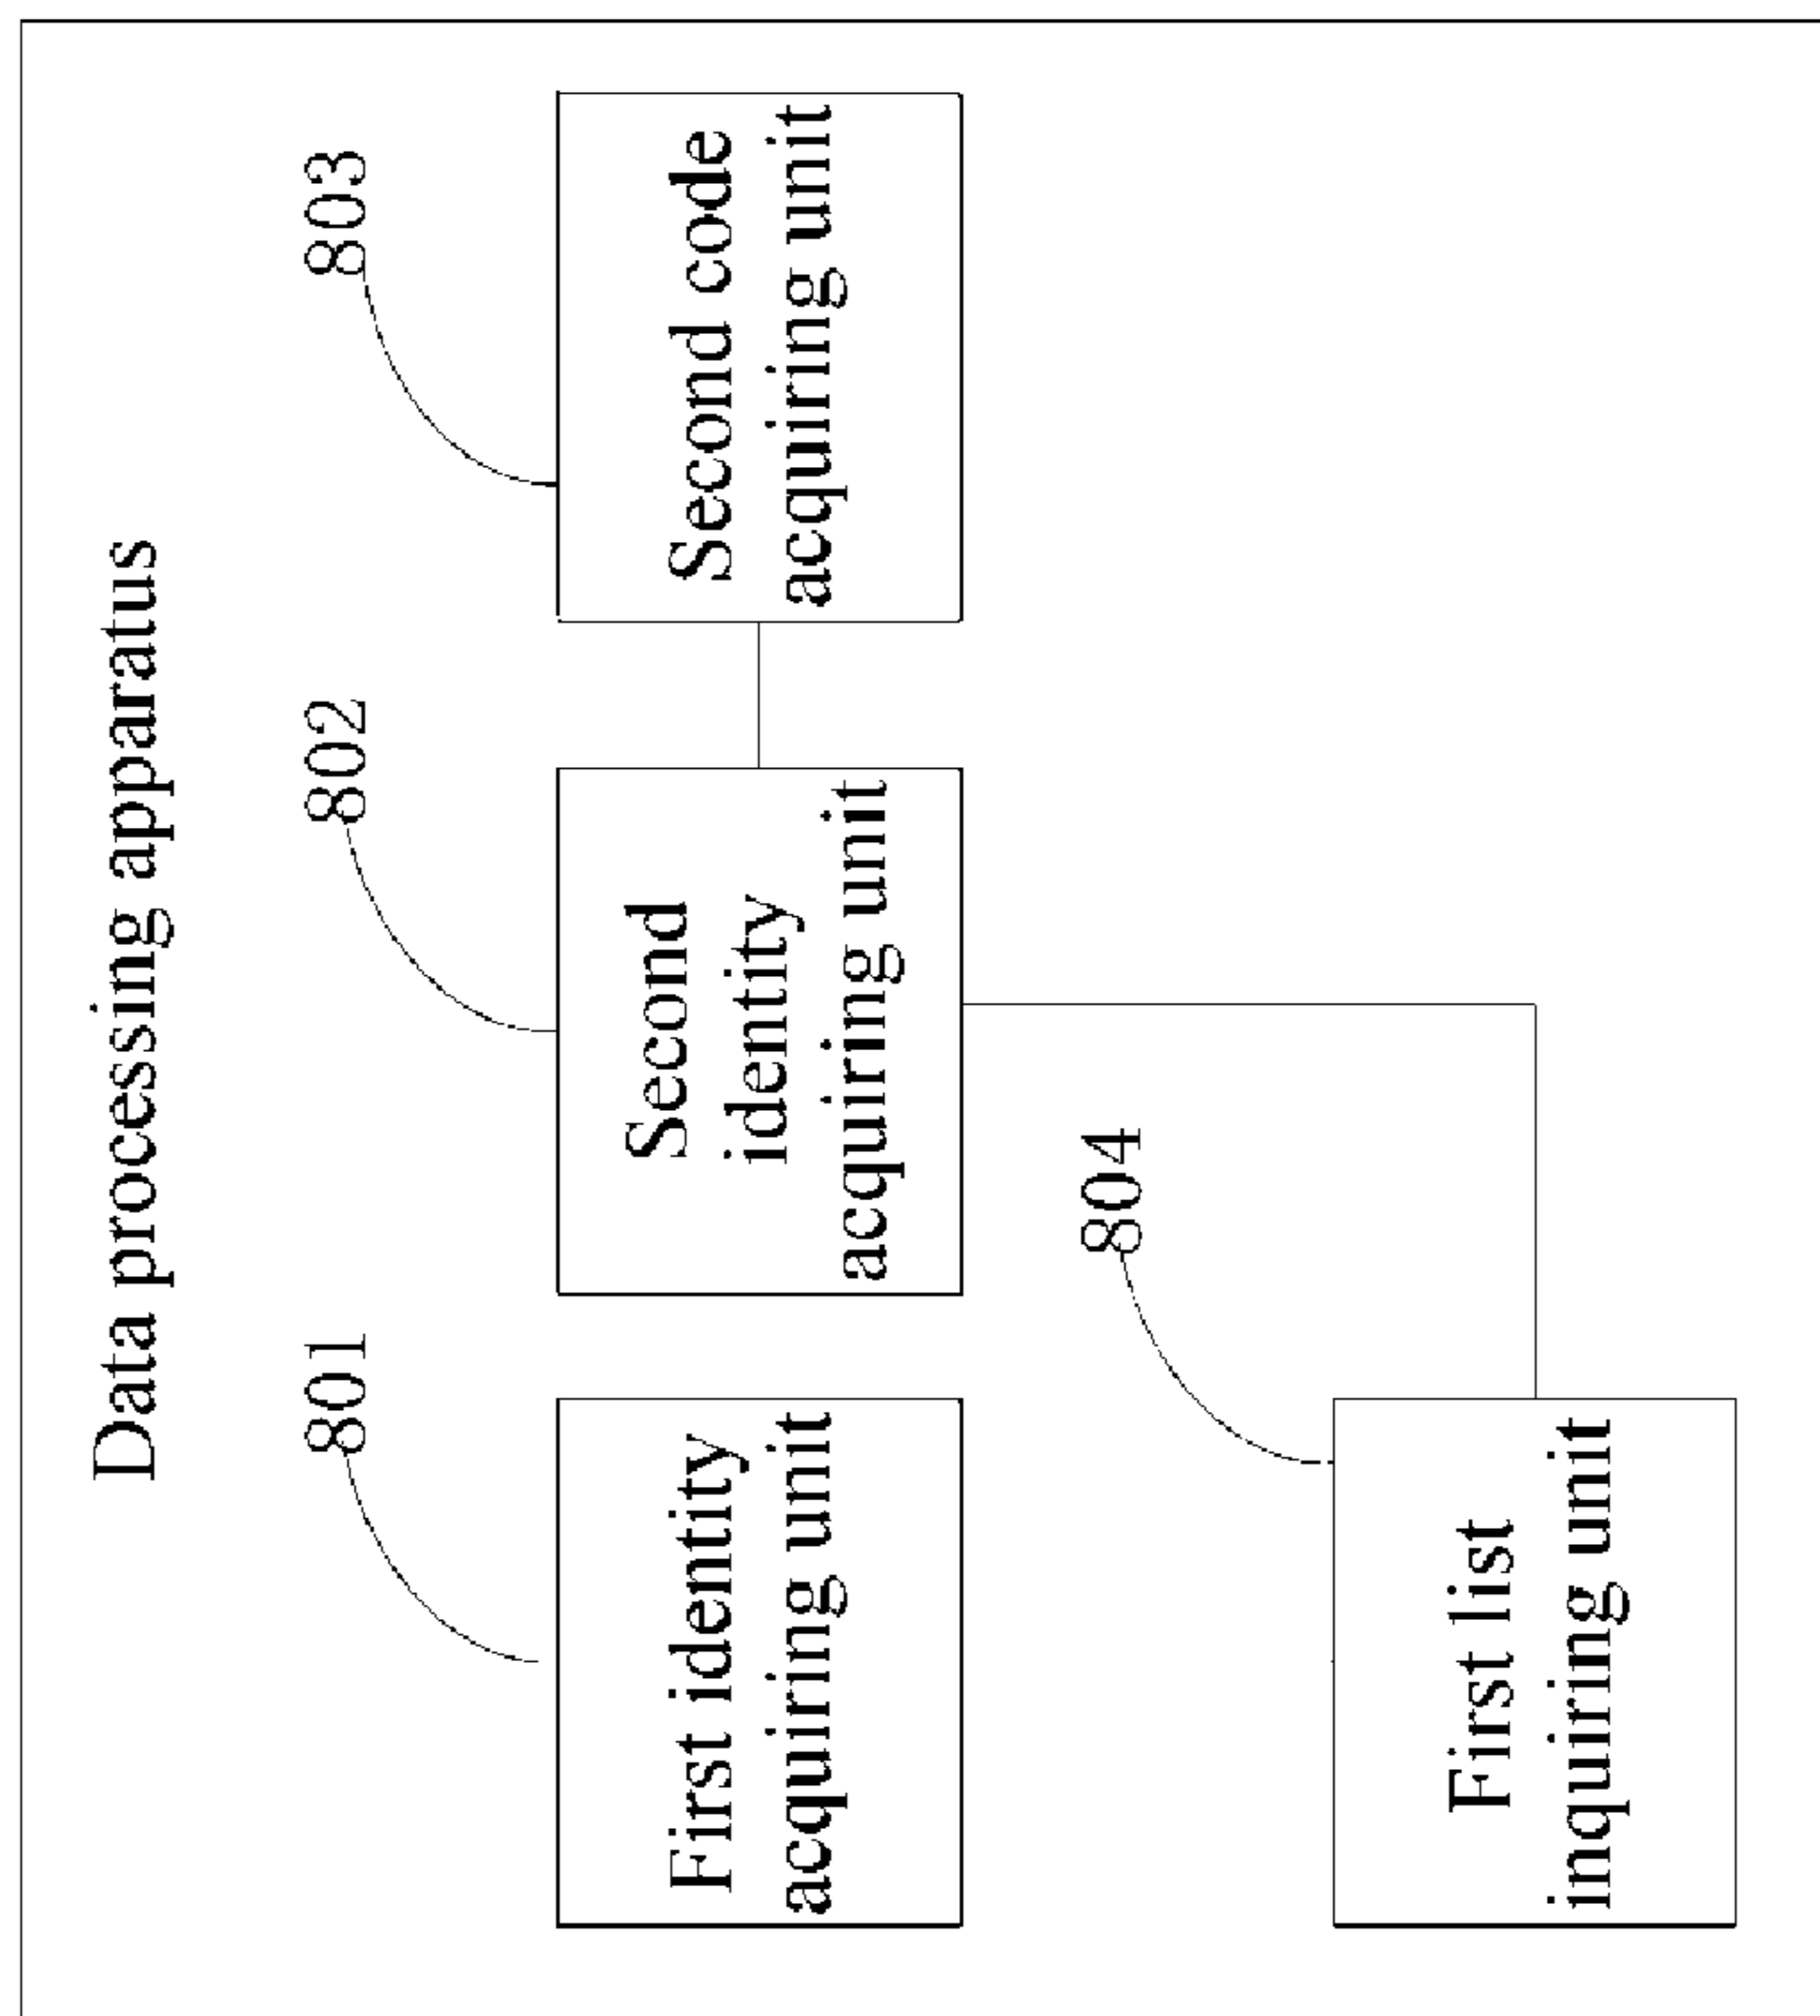 Data processing apparatus
801
802
803
First identity
acquiring unit
Second
identity
acquiring unit
Second code
acquiring unit
804
First list
inquiring unit